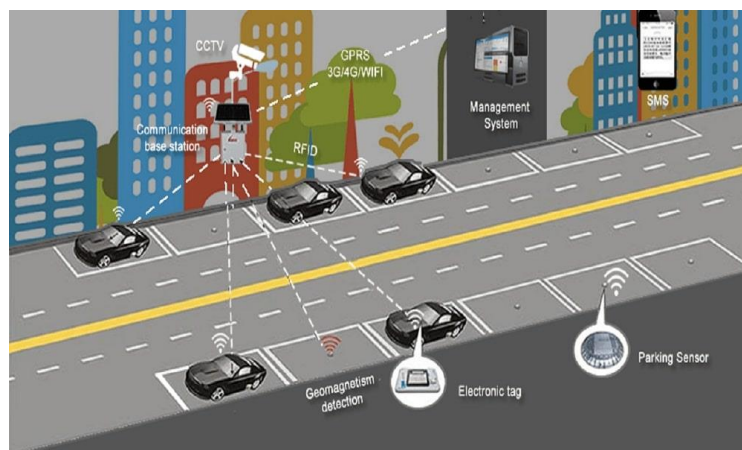 CCTV
GPRS
3G/4G/WIFI
Management
System
SMS
Communication
base station
RFID
Geomagnetism
detection
Electronic tag
Parking Sensor